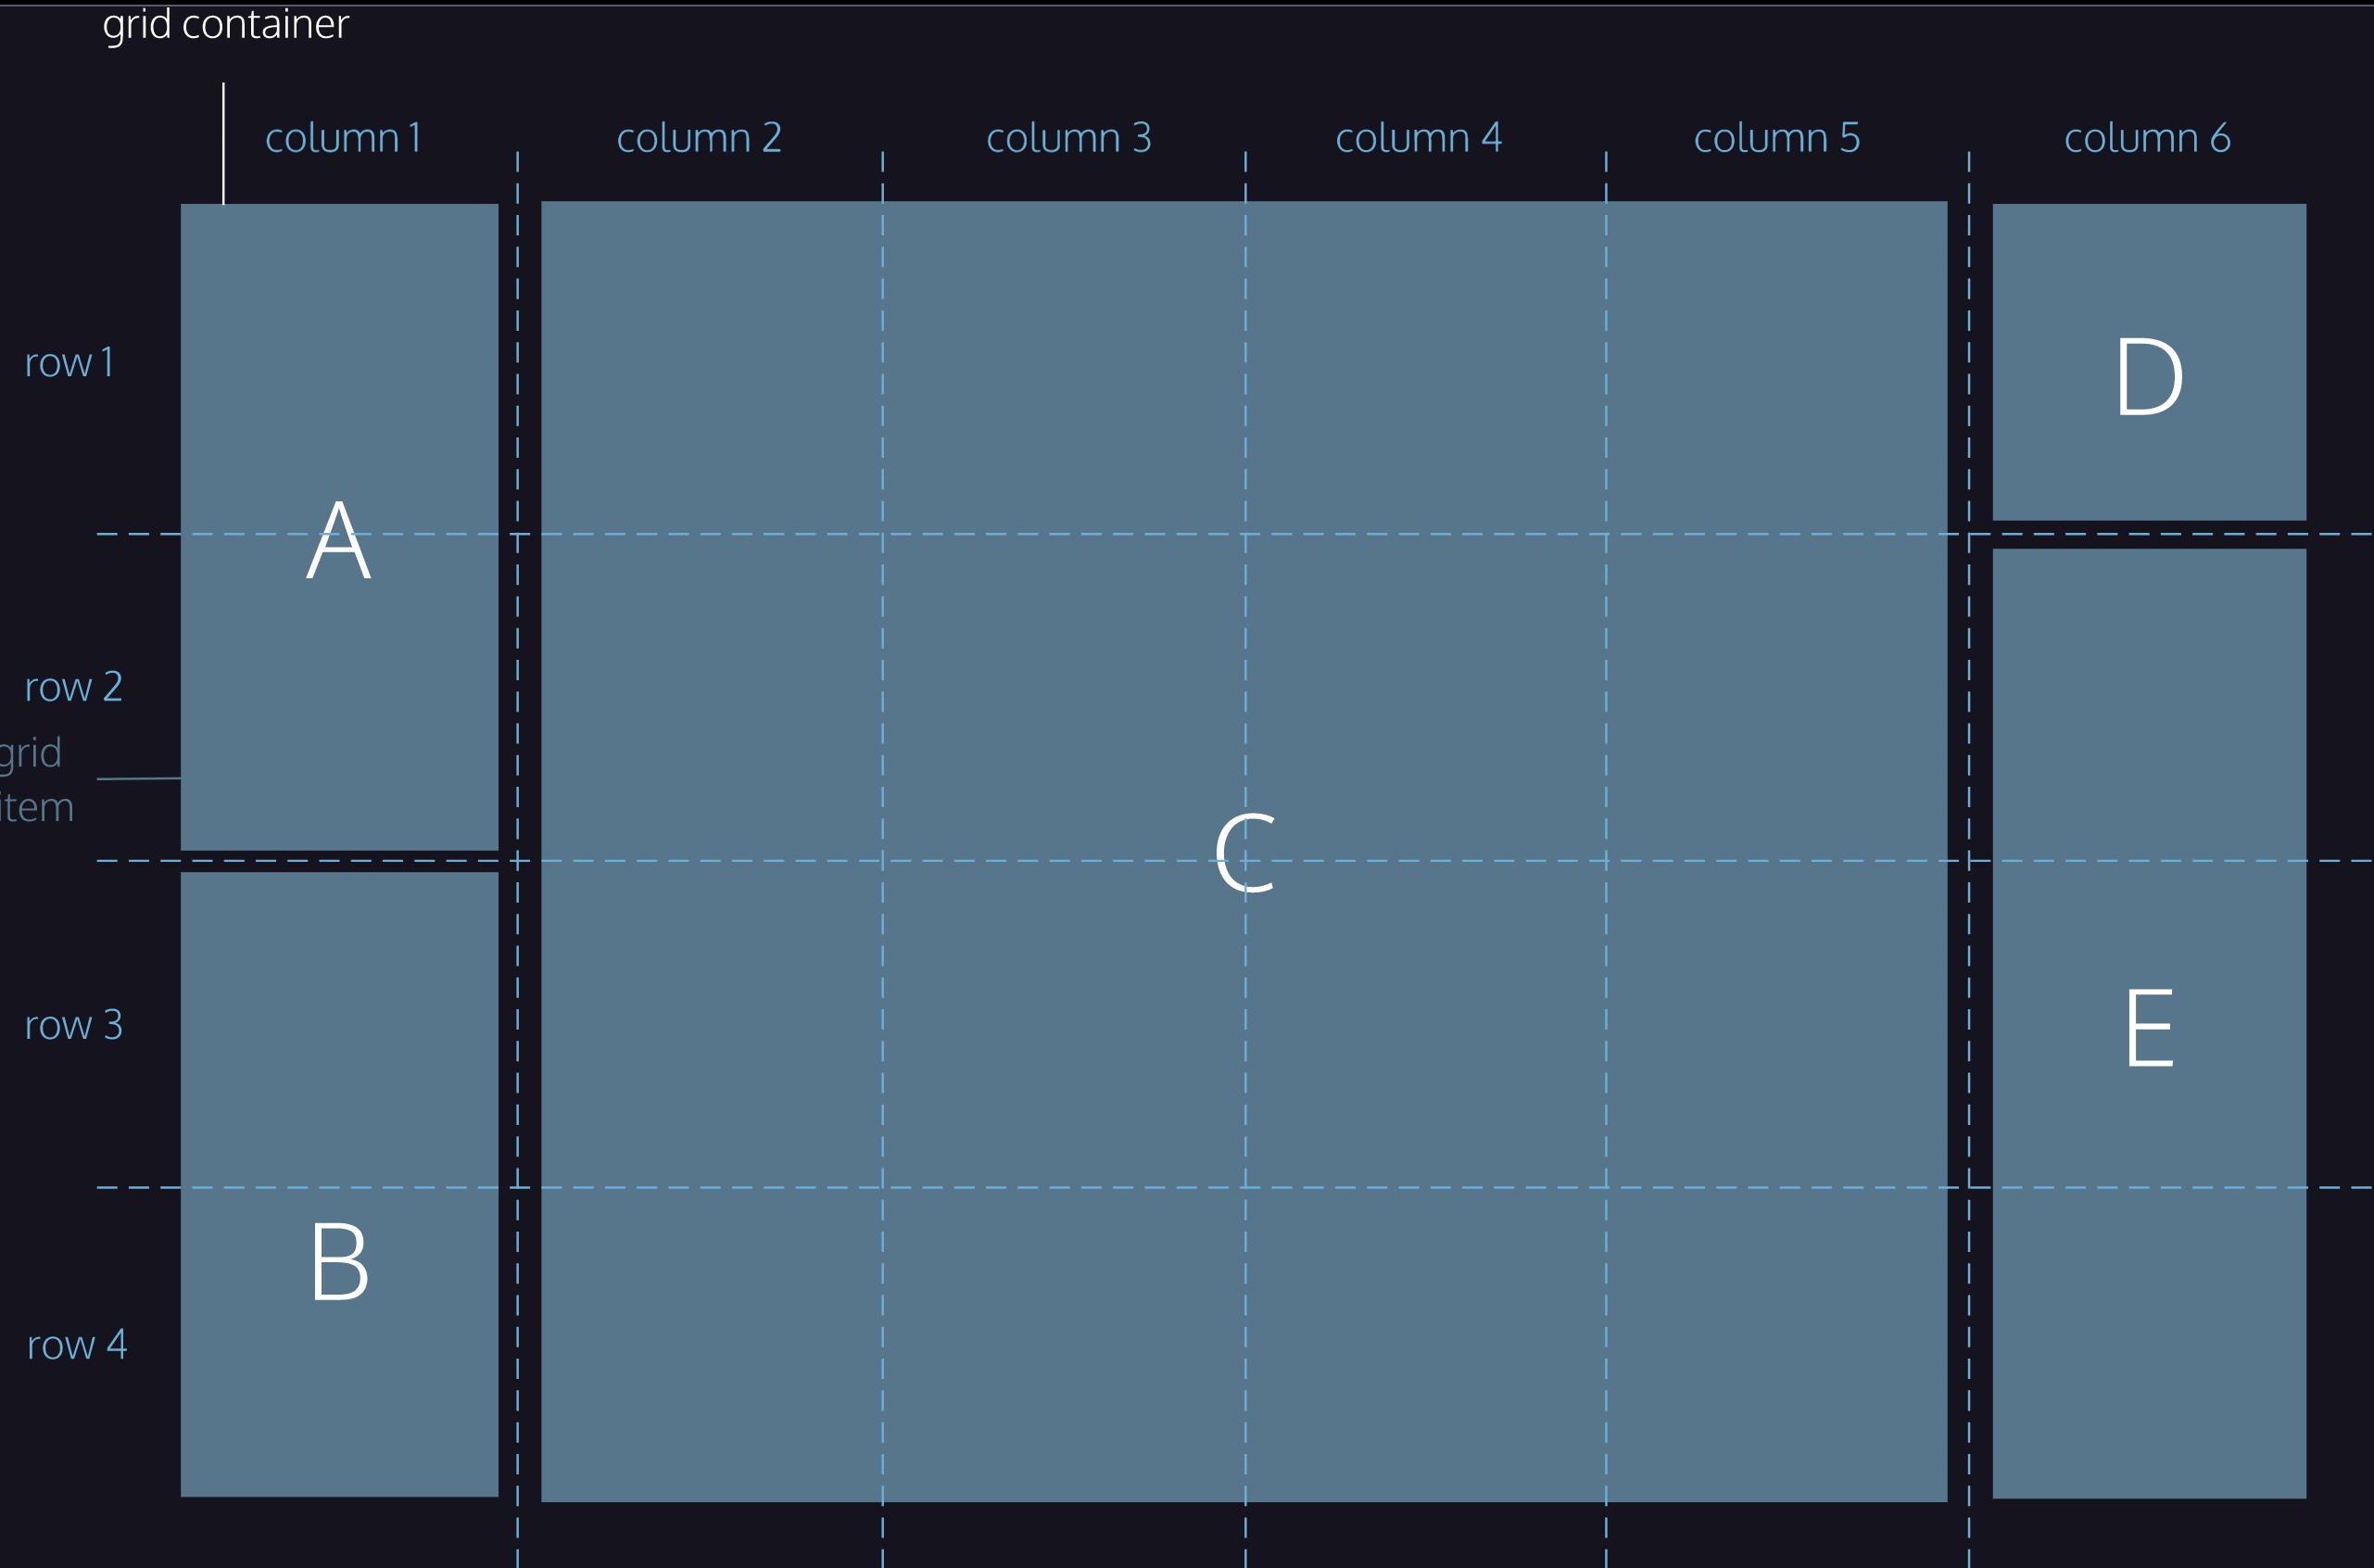 grid container
column 1
column 2
column 3
column 4
column 5
column 6
row 1
D
A
row 2
grid
item
C
row 3
E
B
row 4